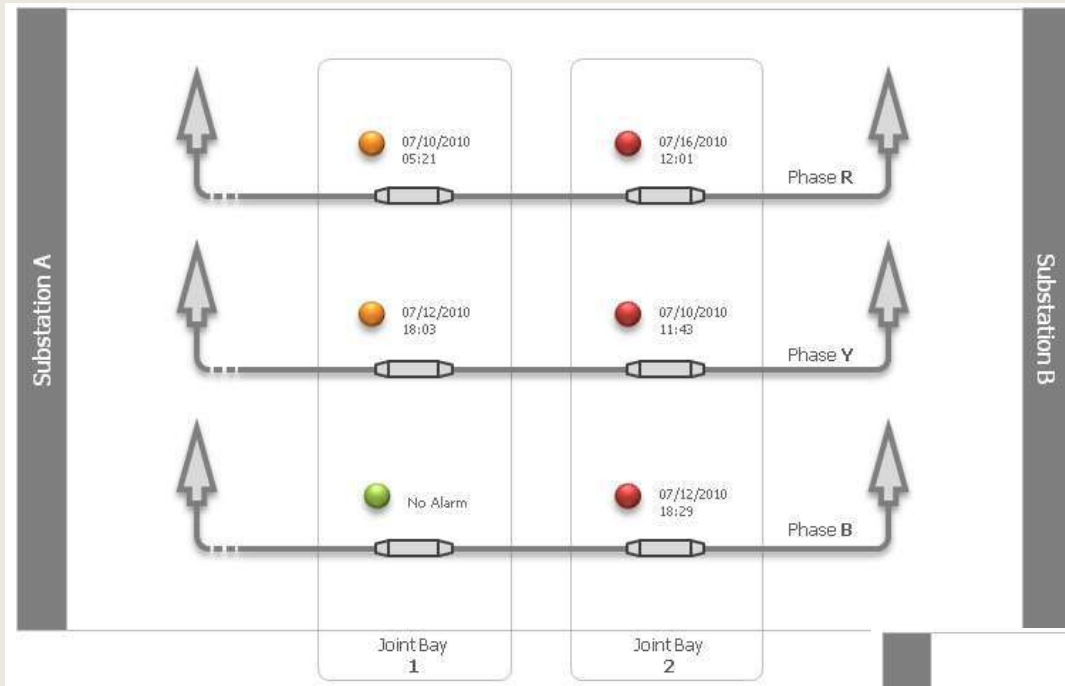 Substation A
07/10/2010
05:21
07/16/2010
12:01
Phase R
07/12/2010
18:03
07/10/2010
11:43
Phase Y
No Alarm
07/12/2010
18:29
Phase B
Substation B
Joint Bay
1
Joint Bay
2